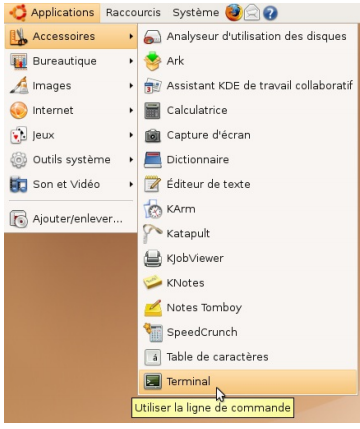 Applications Raccourcis Système
Accessoires
Bureautique
Images
Internet
Jeux
Outils système
Son et Vidéo
Ajouter/enlever...
Analyseur d'utilisation des disques
Ark
Assistant KDE de travail collaboratif
Calculatrice
Capture d'écran
Dictionnaire
Éditeur de texte
KArm
Katapult
KJobViewer
KNotes
Notes Tomboy
SpeedCrunch
Table de caractères
Terminal
Utiliser la ligne de commande